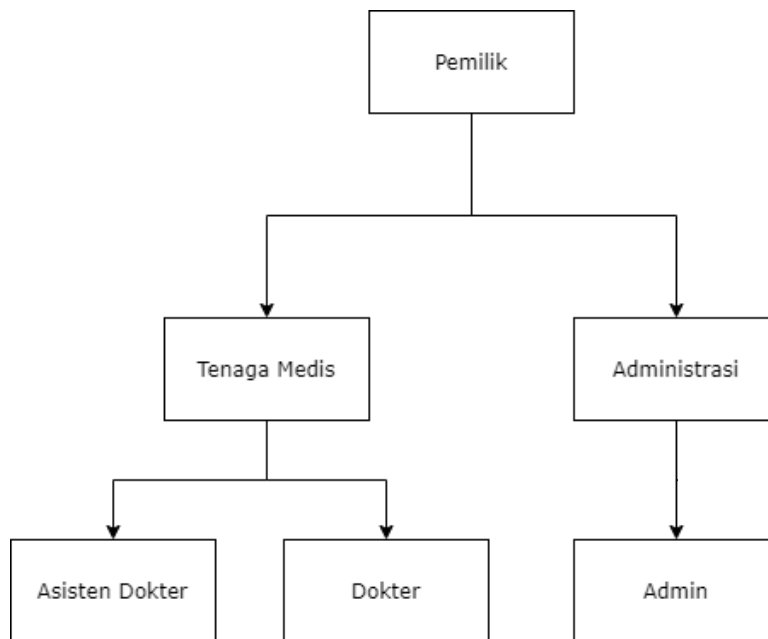 Pemilik
Tenaga Medis
Administrasi
Asisten Dokter
Dokter
Admin